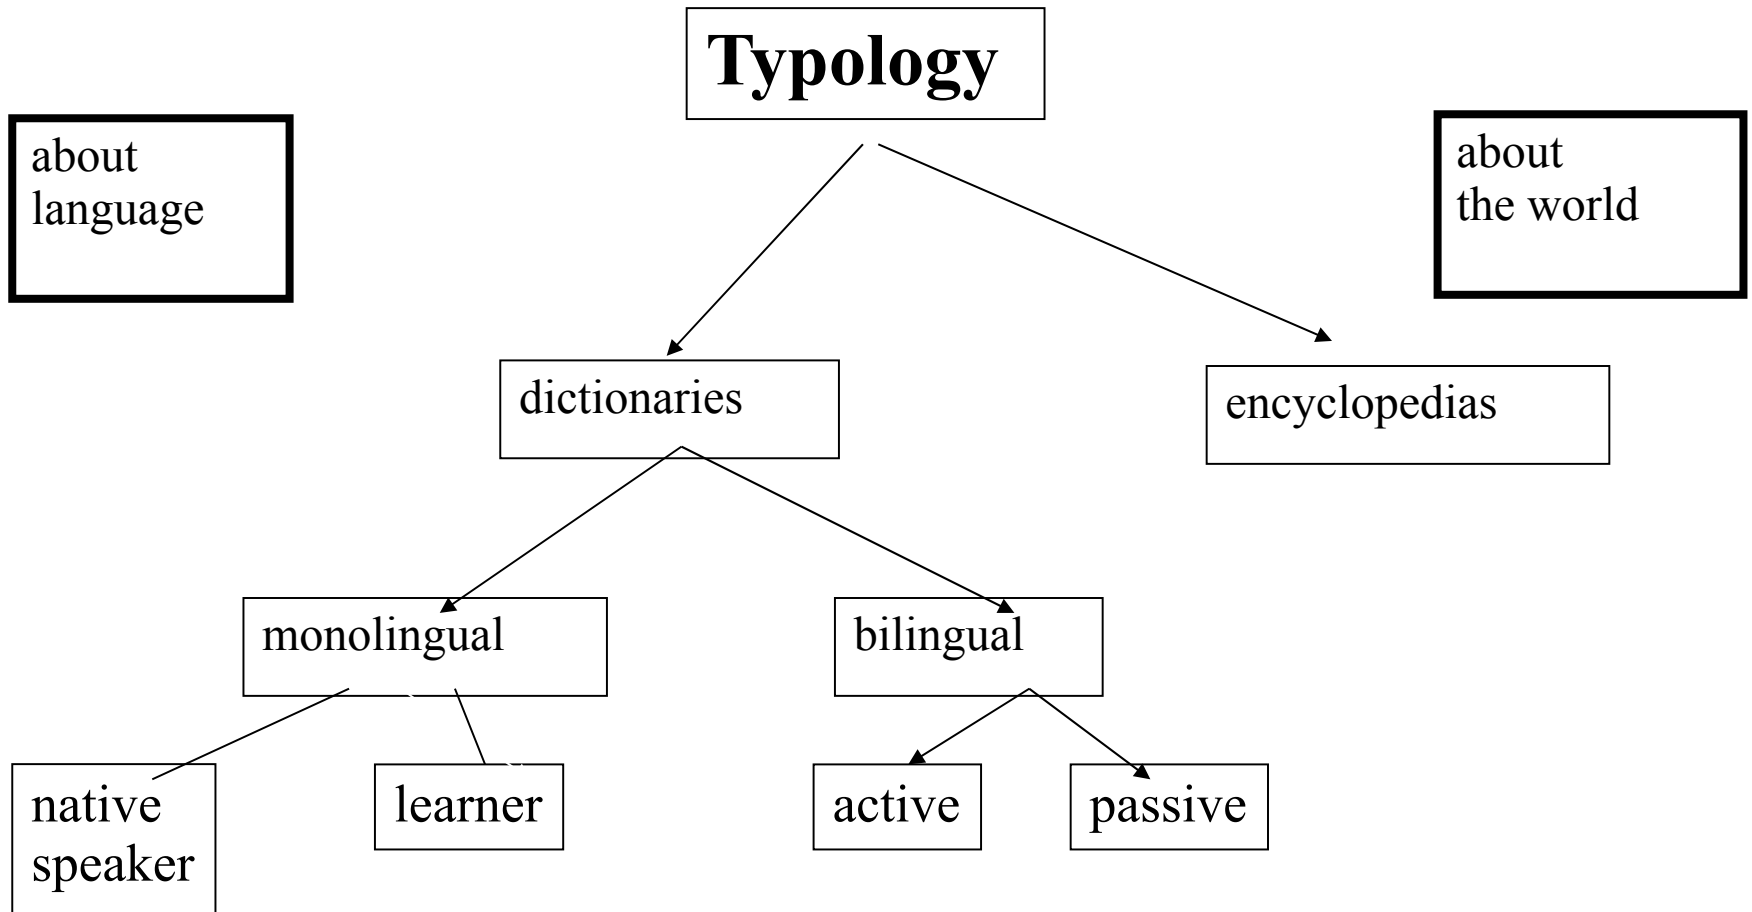 Typology
about
language
about
the world
dictionaries
encyclopedias
monolingual
bilingual
native
speaker
learner
active
passive